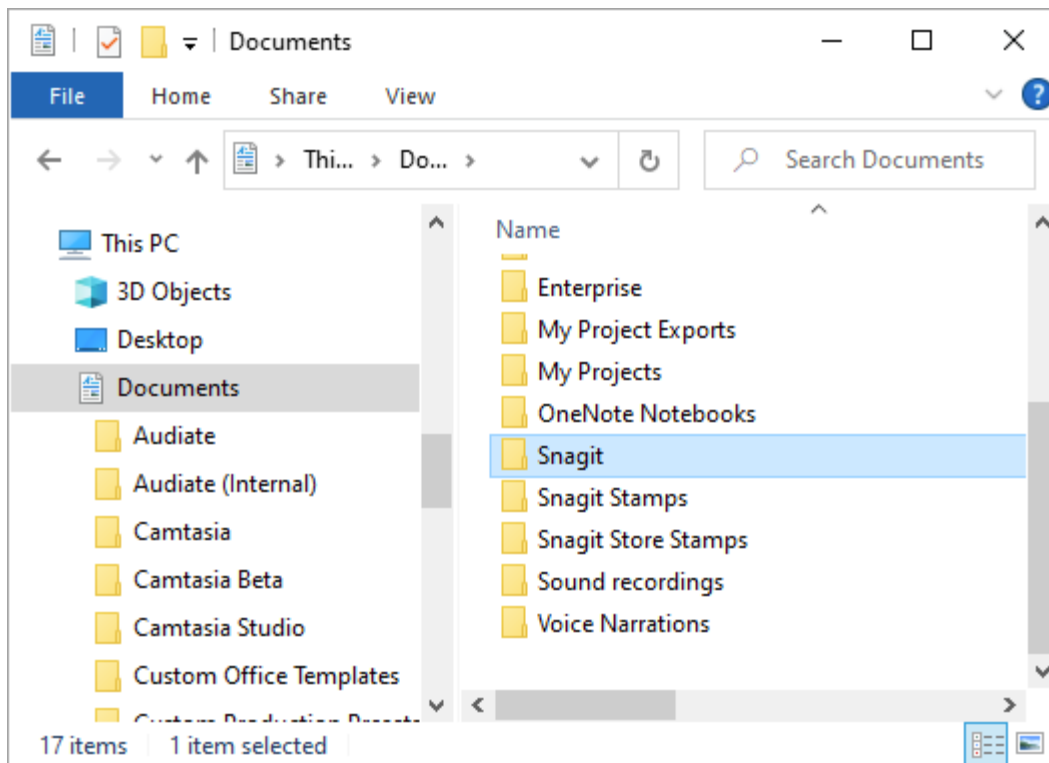 Documents
File Home Share View ?
Thi... Do... Search Documents
This PC
3D Objects
Desktop
Documents
Audiate
Audiate (Internal)
Camtasia
Camtasia Beta
Camtasia Studio
Custom Office Templates
Name
Enterprise
My Project Exports
My Projects
OneNote Notebooks
Snagit
Snagit Stamps
Snagit Store Stamps
Sound recordings
Voice Narrations
17 items 1 item selected